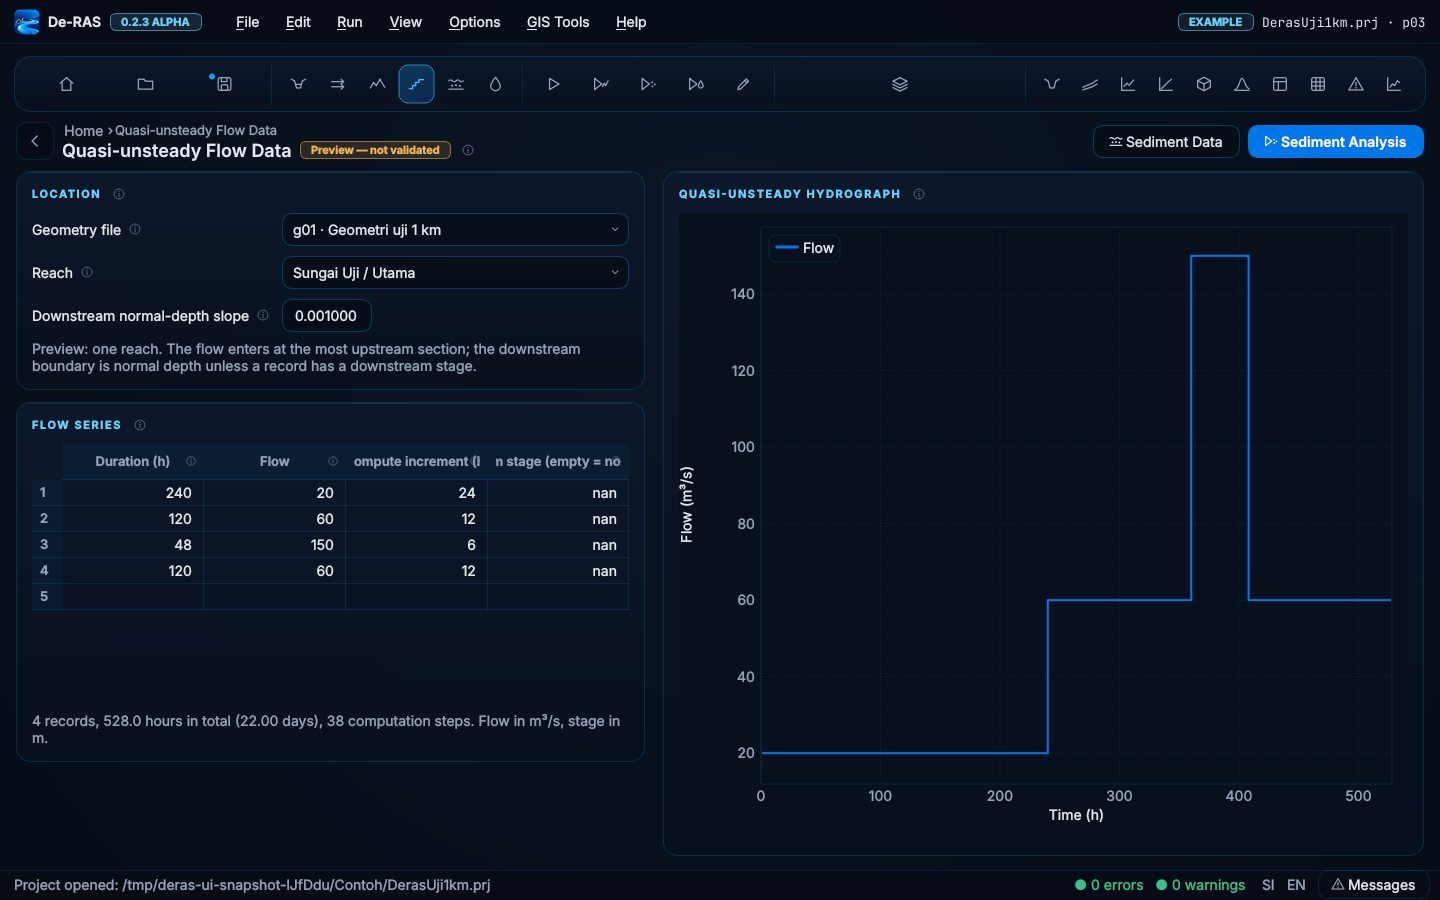 De-RAS 0.2.3 ALPHA File Edit Run View Options GIS Tools Help EXAMPLE DerasUji1km.prj · p03
Home › Quasi-unsteady Flow Data
Quasi-unsteady Flow Data Preview — not validated
Sediment Data Sediment Analysis
LOCATION
Geometry file g01 · Geometri uji 1 km
Reach Sungai Uji / Utama
Downstream normal-depth slope 0.001000
Preview: one reach. The flow enters at the most upstream section; the downstream
boundary is normal depth unless a record has a downstream stage.
FLOW SERIES
Duration (h) Flow ompute increment ( n stage (empty = no
1 240 20 24 nan
2 120 60 12 nan
3 48 150 6 nan
4 120 60 12 nan
5
4 records, 528.0 hours in total (22.00 days), 38 computation steps. Flow in m³/s, stage in
m.
QUASI-UNSTEADY HYDROGRAPH
Flow
140
120
100
80
60
40
20
Flow (m³/s)
0 100 200 300 400 500
Time (h)
Project opened: /tmp/deras-ui-snapshot-lJfDdu/Contoh/DerasUji1km.prj
0 errors 0 warnings SI EN Messages